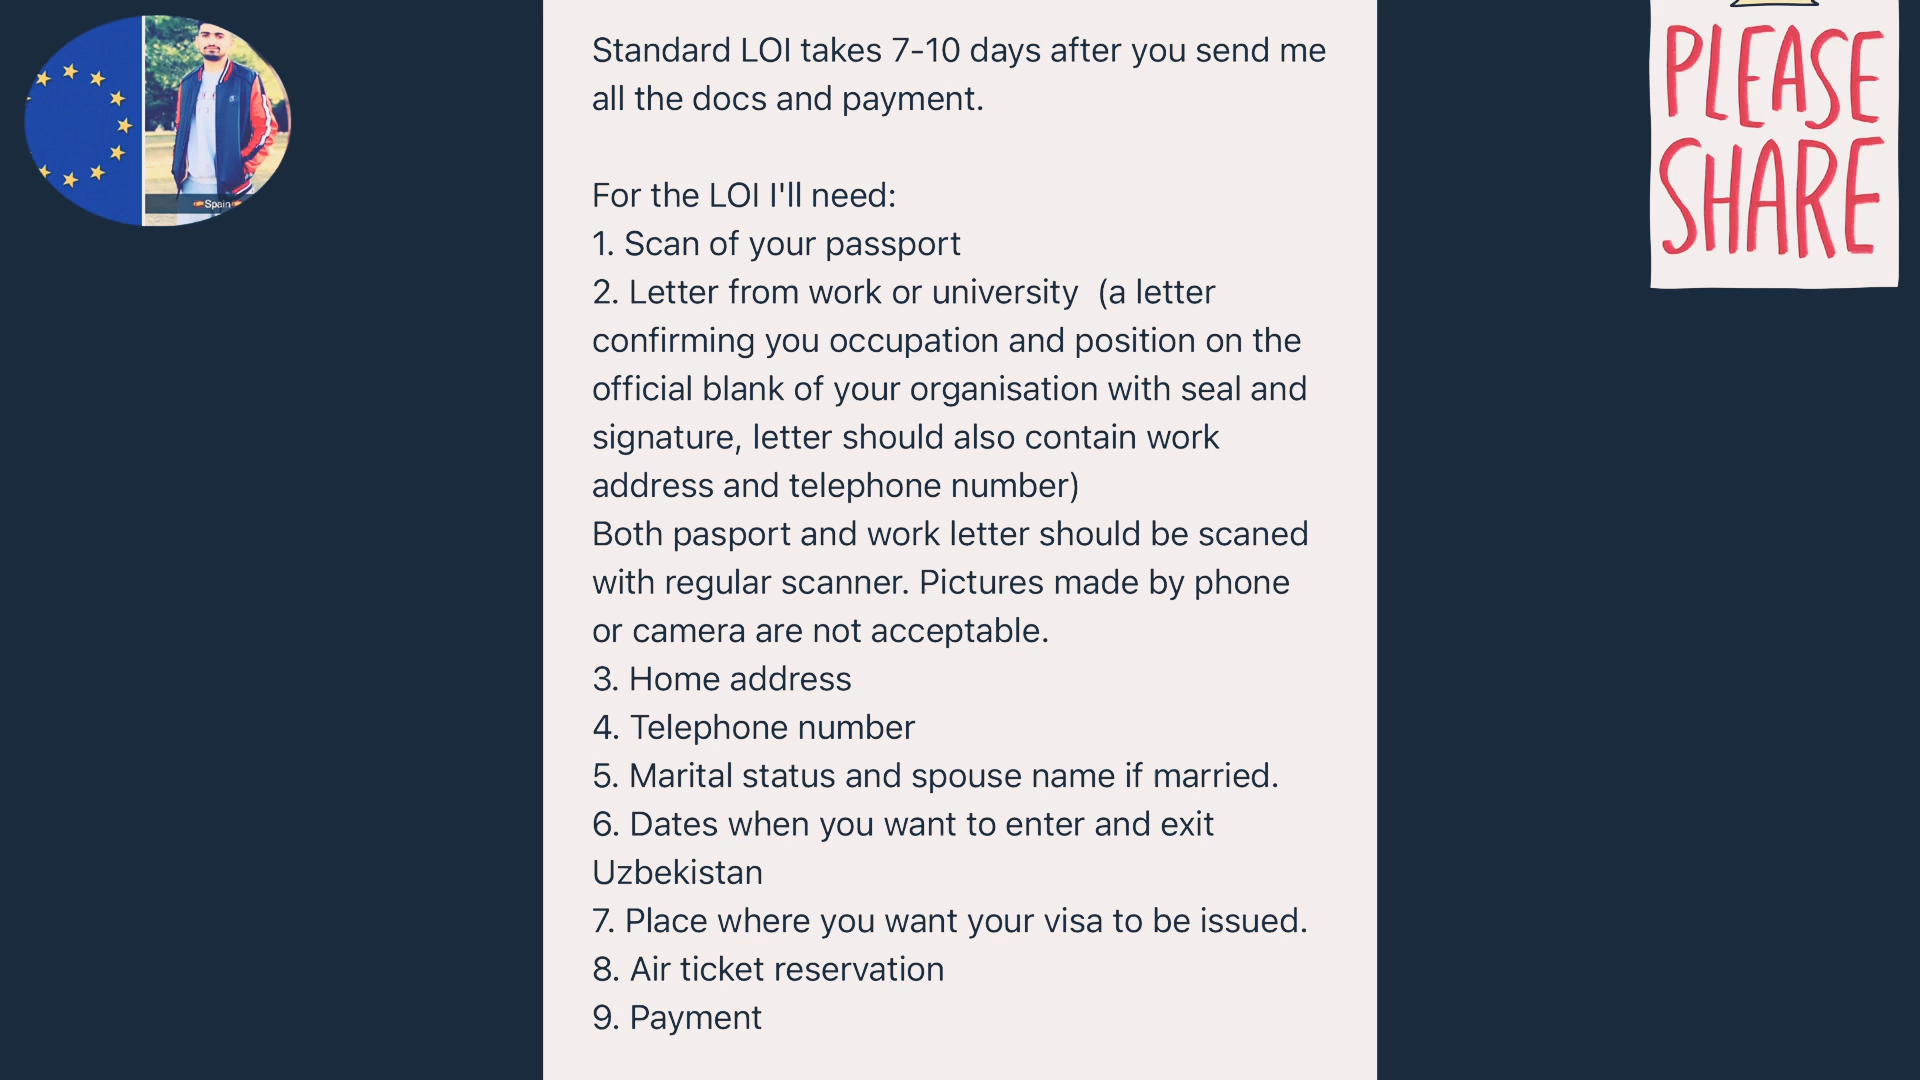 Standard LOI takes 7-10 days after you send me
all the docs and payment.
For the LOI I'll need:
1. Scan of your passport
2. Letter from work or university  (a letter
confirming you occupation and position on the
official blank of your organisation with seal and
signature, letter should also contain work
address and telephone number)
Both pasport and work letter should be scaned
with regular scanner. Pictures made by phone
or camera are not acceptable.
3. Home address
4. Telephone number
5. Marital status and spouse name if married.
6. Dates when you want to enter and exit
Uzbekistan
7. Place where you want your visa to be issued.
8. Air ticket reservation
9. Payment
Spain
PLEASE
SHARE